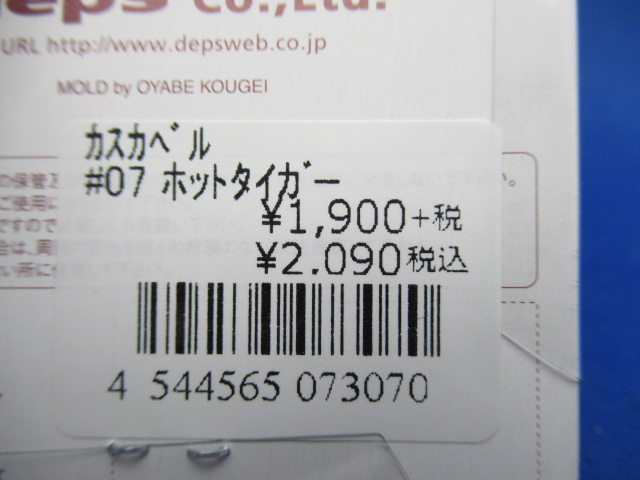 deps Co.,Ltd.
URL http://www.depsweb.co.jp
MOLD by OYABE KOUGEI
カスカベル
#07 ホットタイガー
¥1,900+税
¥2.090税込
4 544565 073070